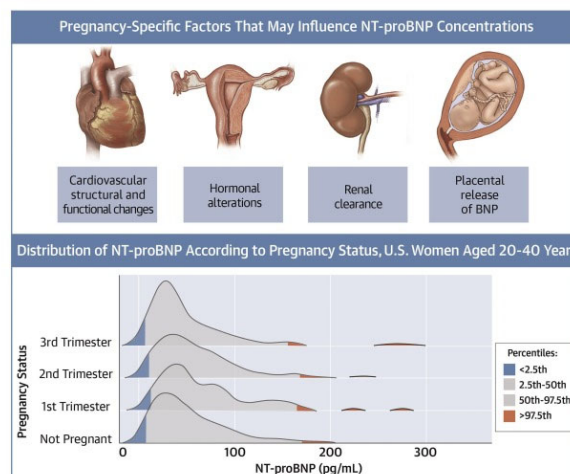 Pregnancy-Specific Factors That May Influence NT-proBNP Concentrations
Cardiovascular
structural and
functional changes
Hormonal
alterations
Renal
clearance
Placental
release
of BNP
Distribution of NT-proBNP According to Pregnancy Status, U.S. Women Aged 20-40 Year
Pregnancy Status
3rd Trimester
2nd Trimester
1st Trimester
Not Pregnant
0
100
200
300
NT-proBNP (pg/mL)
Percentiles:
<2.5th
2.5th-50th
50th-97.5th
>97.5th